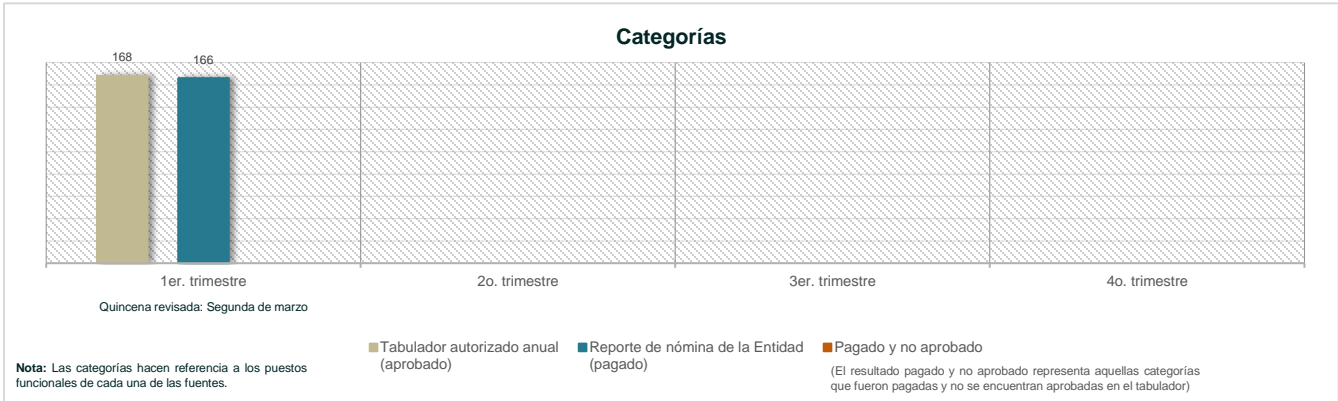 Categorías
168
166
1er. trimestre
2o. trimestre
3er. trimestre
4o. trimestre
Quincena revisada: Segunda de marzo
Tabulador autorizado anual
(aprobado)
Reporte de nómina de la Entidad
(pagado)
Pagado y no aprobado
(El resultado pagado y no aprobado representa aquellas categorías
que fueron pagadas y no se encuentran aprobadas en el tabulador)
Nota: Las categorías hacen referencia a los puestos
funcionales de cada una de las fuentes.